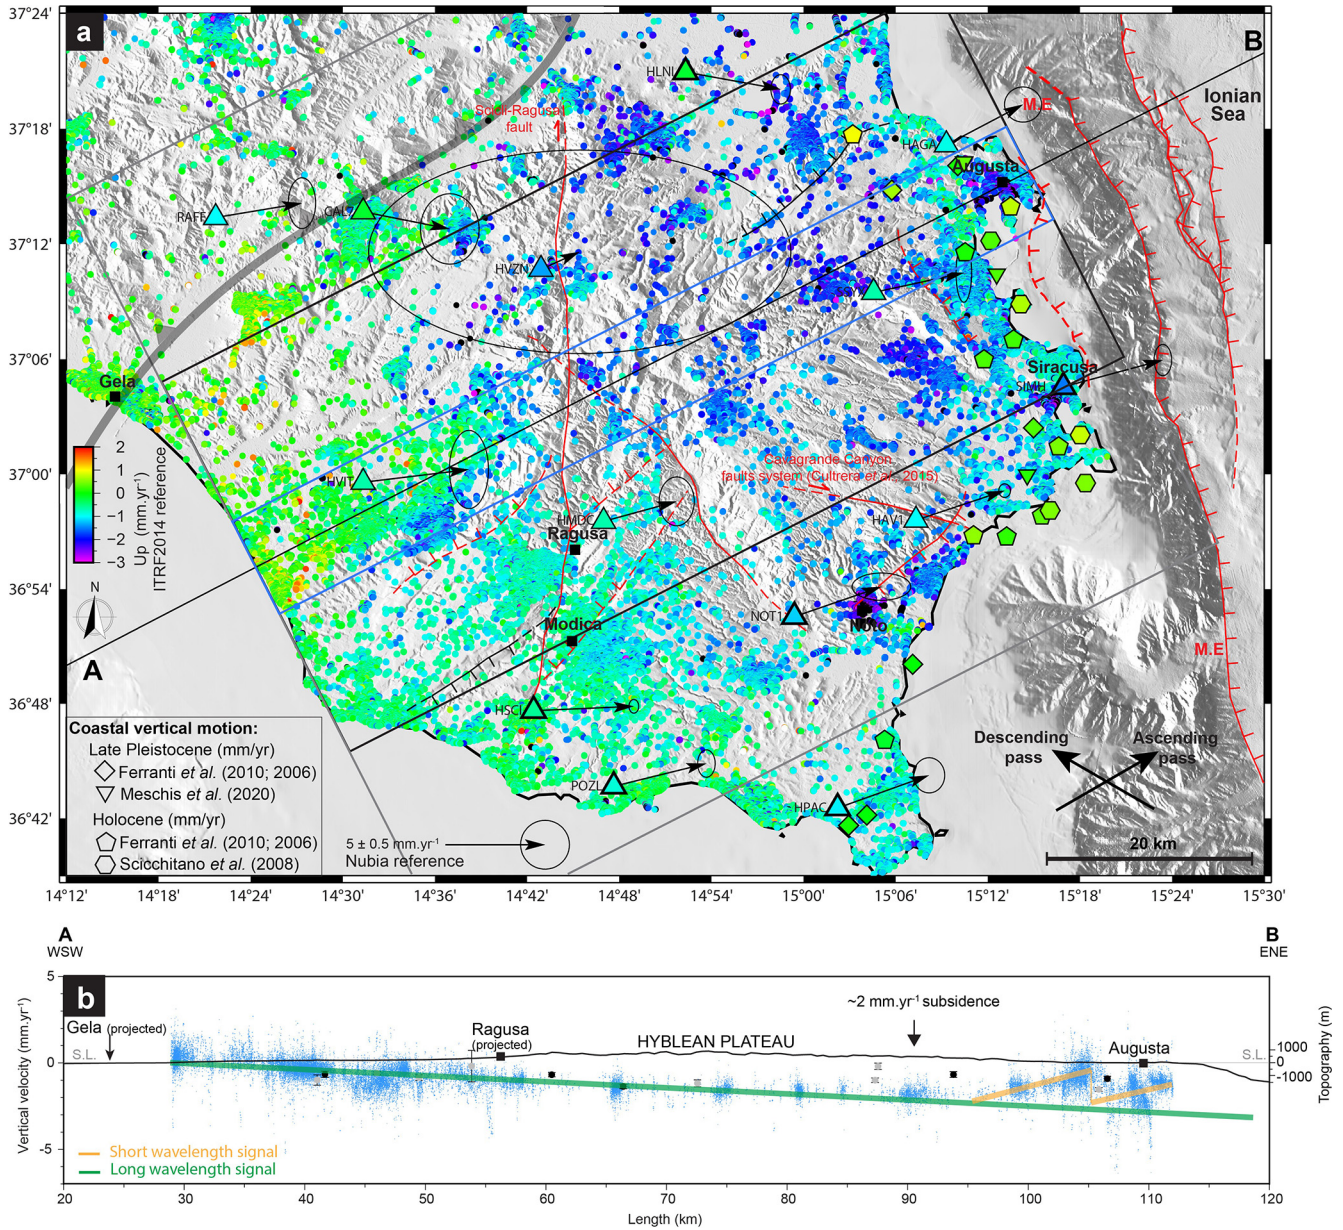 37°24'
37°18'
37°12'
37°06'
37°00'
36°54'
36°48'
36°42'
a
B
Ionian
Sea
M.E
HLNI
Scicli-Ragusa
fault
HAGA
Augusta
RAFF
GALF
HVZN
Gela
Siracusa
SIMH
2
1
0
−1
−2
−3
Up (mm.yr⁻¹)
ITRF2014 reference
HVIT
Cavagrande Canyon
faults system (Cultrera et al., 2015)
HMDC
Ragusa
HAV1
N
NOT1
Noto
Modica
M.E
A
HSCI
Coastal vertical motion:
Late Pleistocene (mm/yr)
Ferranti et al. (2010; 2006)
Meschis et al. (2020)
Holocene (mm/yr)
Ferranti et al. (2010; 2006)
Scicchitano et al. (2008)
Descending
pass
Ascending
pass
POZL
HPAC
5 ± 0.5 mm.yr⁻¹
Nubia reference
20 km
14°12' 14°18' 14°24' 14°30' 14°36' 14°42' 14°48' 14°54' 15°00' 15°06' 15°12' 15°18' 15°24' 15°30'
A
WSW
B
ENE
b
5
0
-5
Vertical velocity (mm.yr⁻¹)
Gela (projected)
S.L.
Ragusa
(projected)
HYBLEAN PLATEAU
~2 mm.yr⁻¹ subsidence
Augusta
S.L.
1000
0
-1000
Topography (m)
Short wavelength signal
Long wavelength signal
20 30 40 50 60 70 80 90 100 110 120
Length (km)